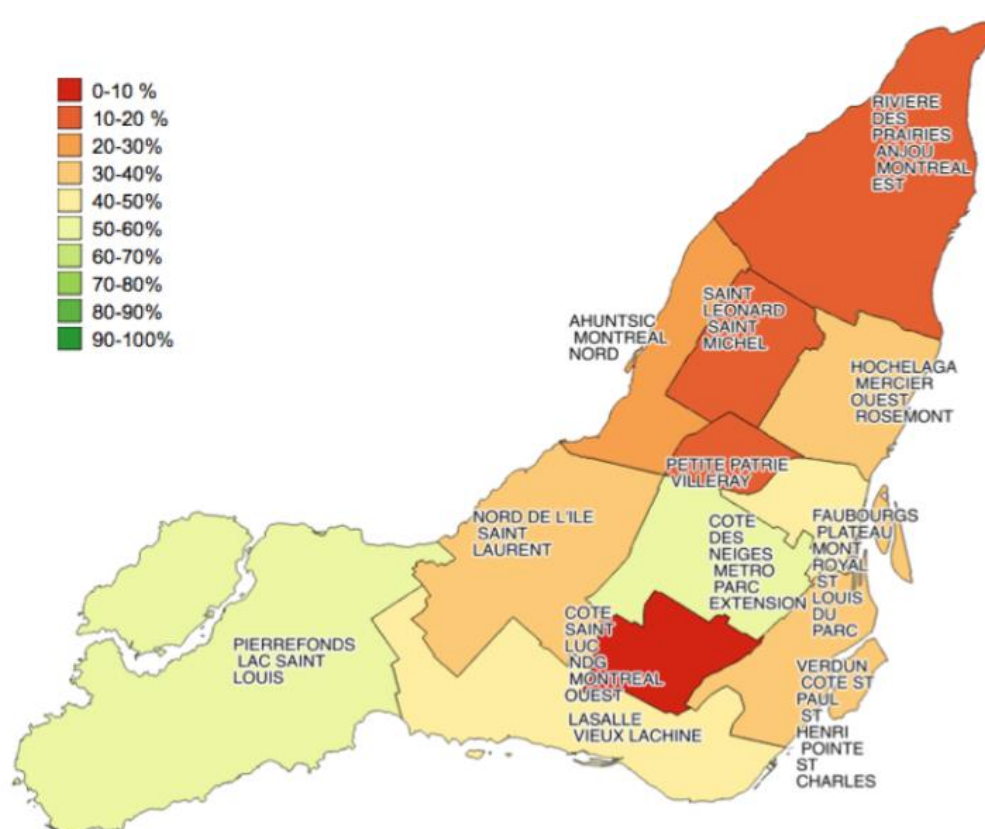 0-10 %
10-20 %
20-30%
30-40%
40-50%
50-60%
60-70%
70-80%
80-90%
90-100%
RIVIERE
DES
PRAIRIES
ANJOU
MONTREAL
EST
SAINT
LEONARD
SAINT
MICHEL
AHUNTSIC
MONTREAL
NORD
HOCHELAGA
MERCIER
OUEST
ROSEMONT
PETITE PATRIE
VILLERAY
NORD DE L'ILE
SAINT
LAURENT
COTE
DES
NEIGES
METRO
PARC
EXTENSION
FAUBOURGS
PLATEAU
MONT
ROYAL
ST
LOUIS
DU
PARC
PIERREFONDS
LAC SAINT
LOUIS
COTE
SAINT
LUC
NDG
MONTREAL
OUEST
LASALLE
VIEUX LACHINE
VERDUN
COTE ST
PAUL
ST
HENRI
POINTE
ST
CHARLES